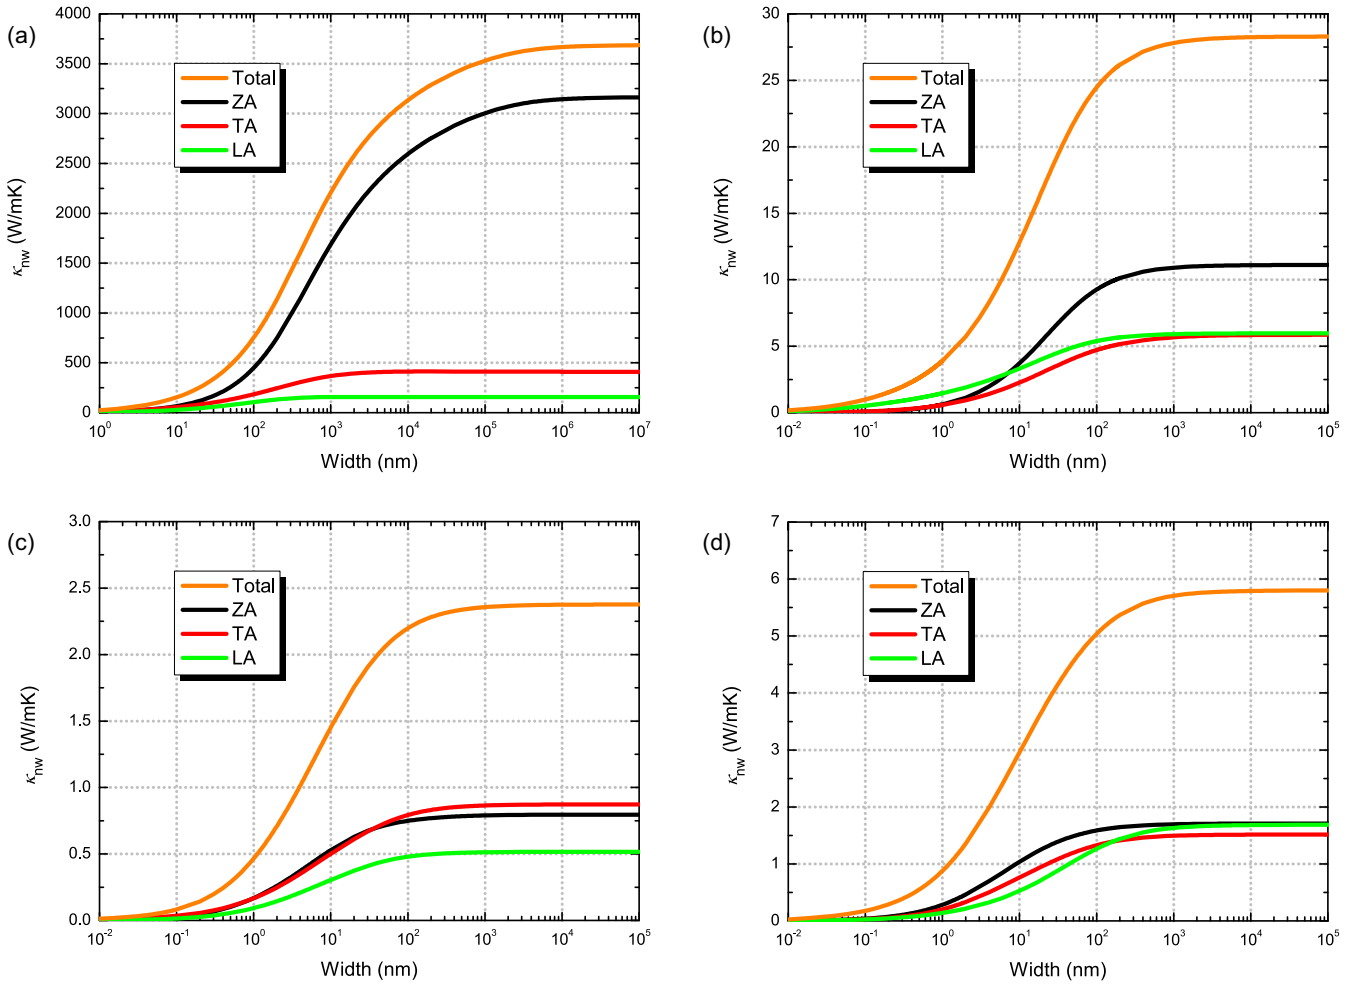 (a)
4000
3500
3000
2500
2000
1500
1000
500
0
κnw (W/mK)
Total
ZA
TA
LA
10^0 10^1 10^2 10^3 10^4 10^5 10^6 10^7
Width (nm)
(b)
30
25
20
15
10
5
0
κnw (W/mK)
Total
ZA
TA
LA
10^-2 10^-1 10^0 10^1 10^2 10^3 10^4 10^5
Width (nm)
(c)
3.0
2.5
2.0
1.5
1.0
0.5
0.0
κnw (W/mK)
Total
ZA
TA
LA
10^-2 10^-1 10^0 10^1 10^2 10^3 10^4 10^5
Width (nm)
(d)
7
6
5
4
3
2
1
0
κnw (W/mK)
Total
ZA
TA
LA
10^-2 10^-1 10^0 10^1 10^2 10^3 10^4 10^5
Width (nm)